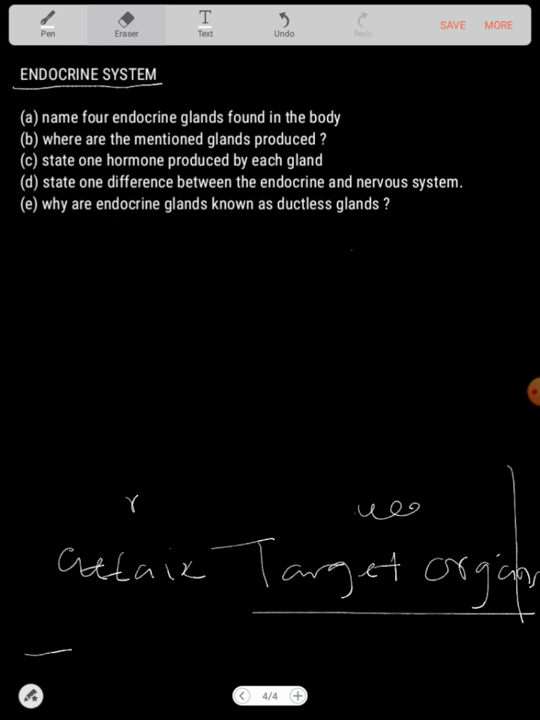 Pen Eraser Text Undo Redo SAVE MORE
ENDOCRINE SYSTEM
(a) name four endocrine glands found in the body
(b) where are the mentioned glands produced ?
(c) state one hormone produced by each gland
(d) state one difference between the endocrine and nervous system.
(e) why are endocrine glands known as ductless glands ?
r
Target organs
4/4